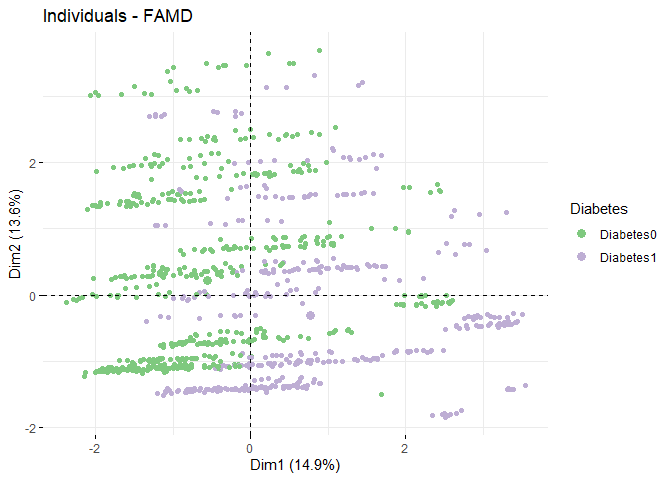 Individuals - FAMD
Dim2 (13.6%)
2
0
-2
-2
0
2
Dim1 (14.9%)
Diabetes
Diabetes0
Diabetes1